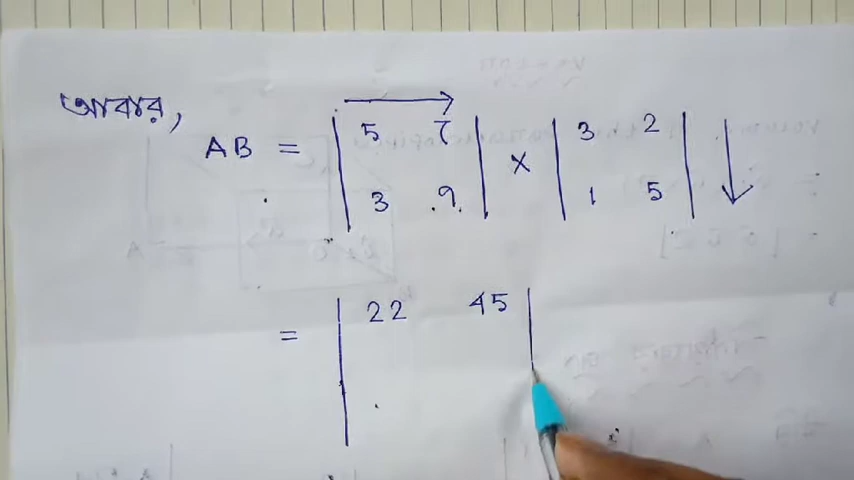 আবার,
AB = | 5 7 | × | 3 2 |
| 3 9 | | 1 5 |
= | 22 45 |